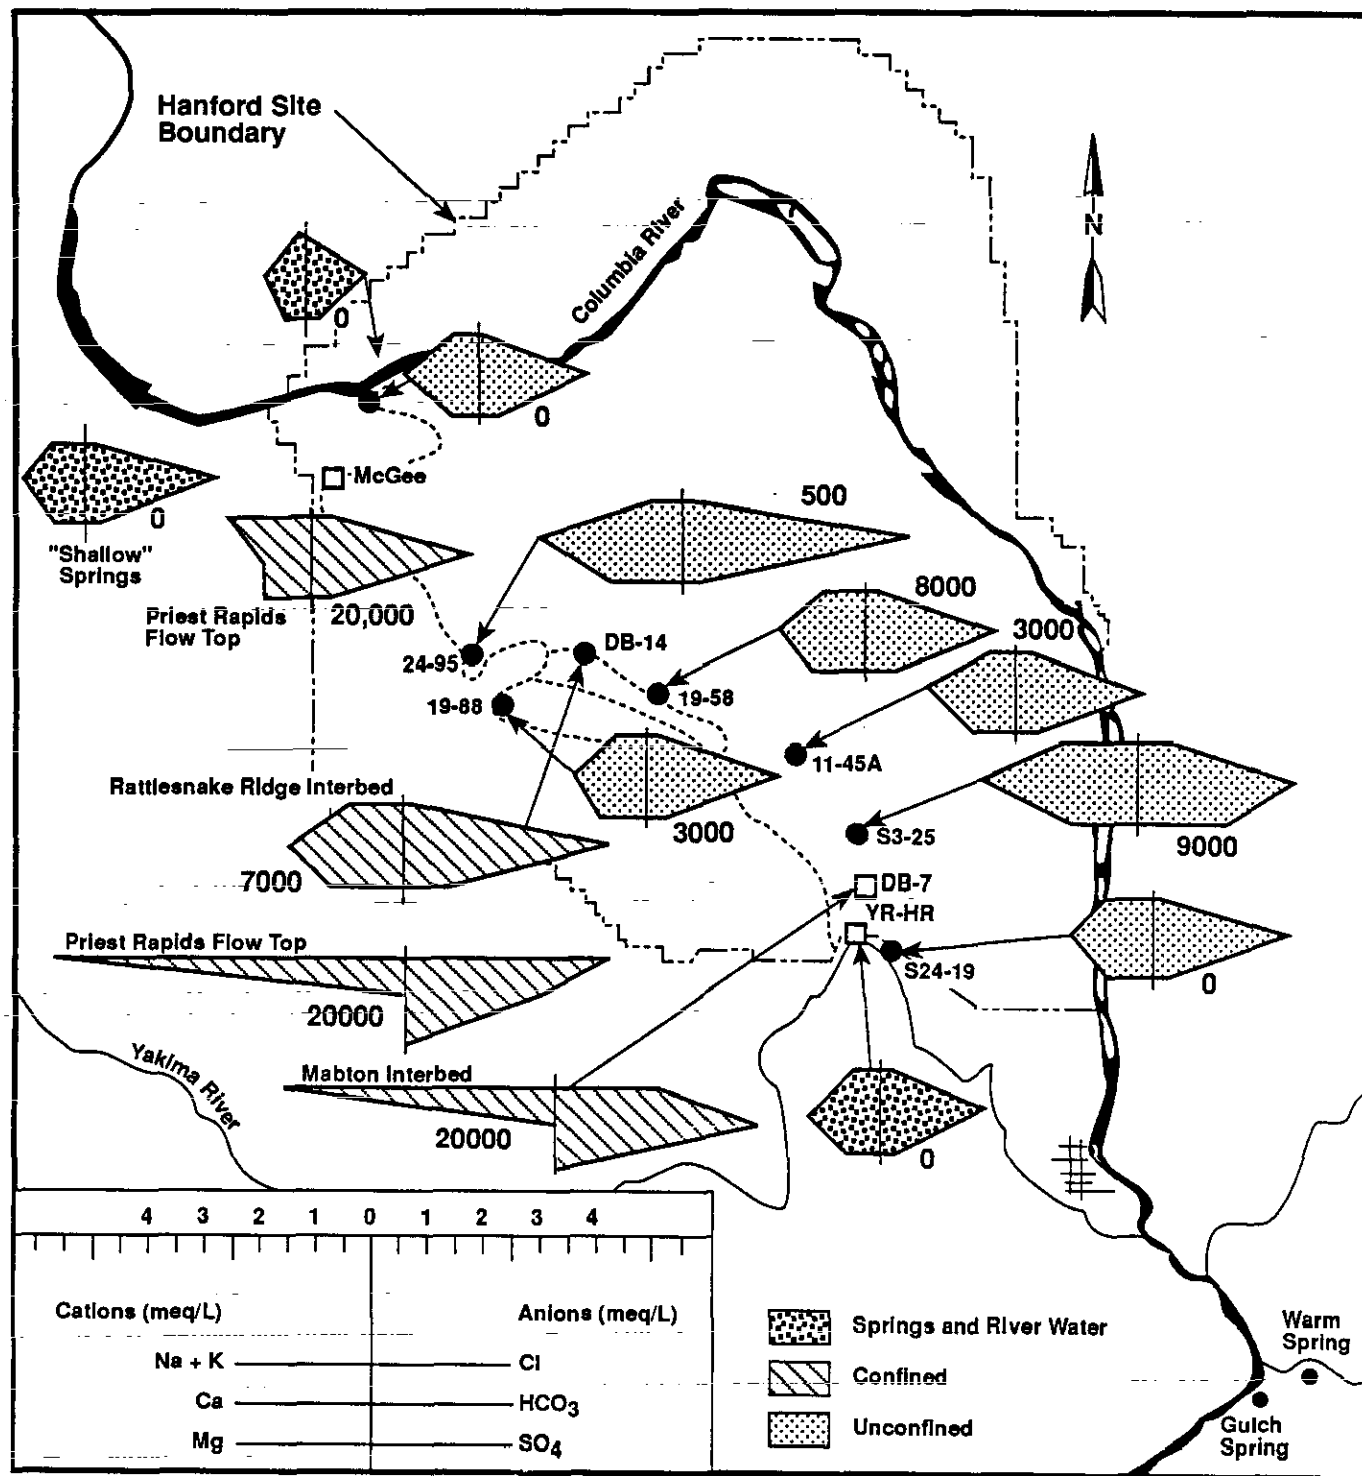 Hanford Site
Boundary
N
Columbia River
0
0
McGee
0
"Shallow"
Springs
500
Priest Rapids
Flow Top
20,000
8000
3000
24-95
DB-14
19-88
19-58
11-45A
Rattlesnake Ridge Interbed
3000
S3-25
9000
7000
DB-7
YR-HR
Priest Rapids Flow Top
S24-19
0
20000
Yakima River
Mabton Interbed
20000
0
4 3 2 1 0 1 2 3 4
Cations (meq/L) Anions (meq/L)
Na + K Cl
Ca HCO3
Mg SO4
Springs and River Water
Confined
Unconfined
Warm
Spring
Gulch
Spring